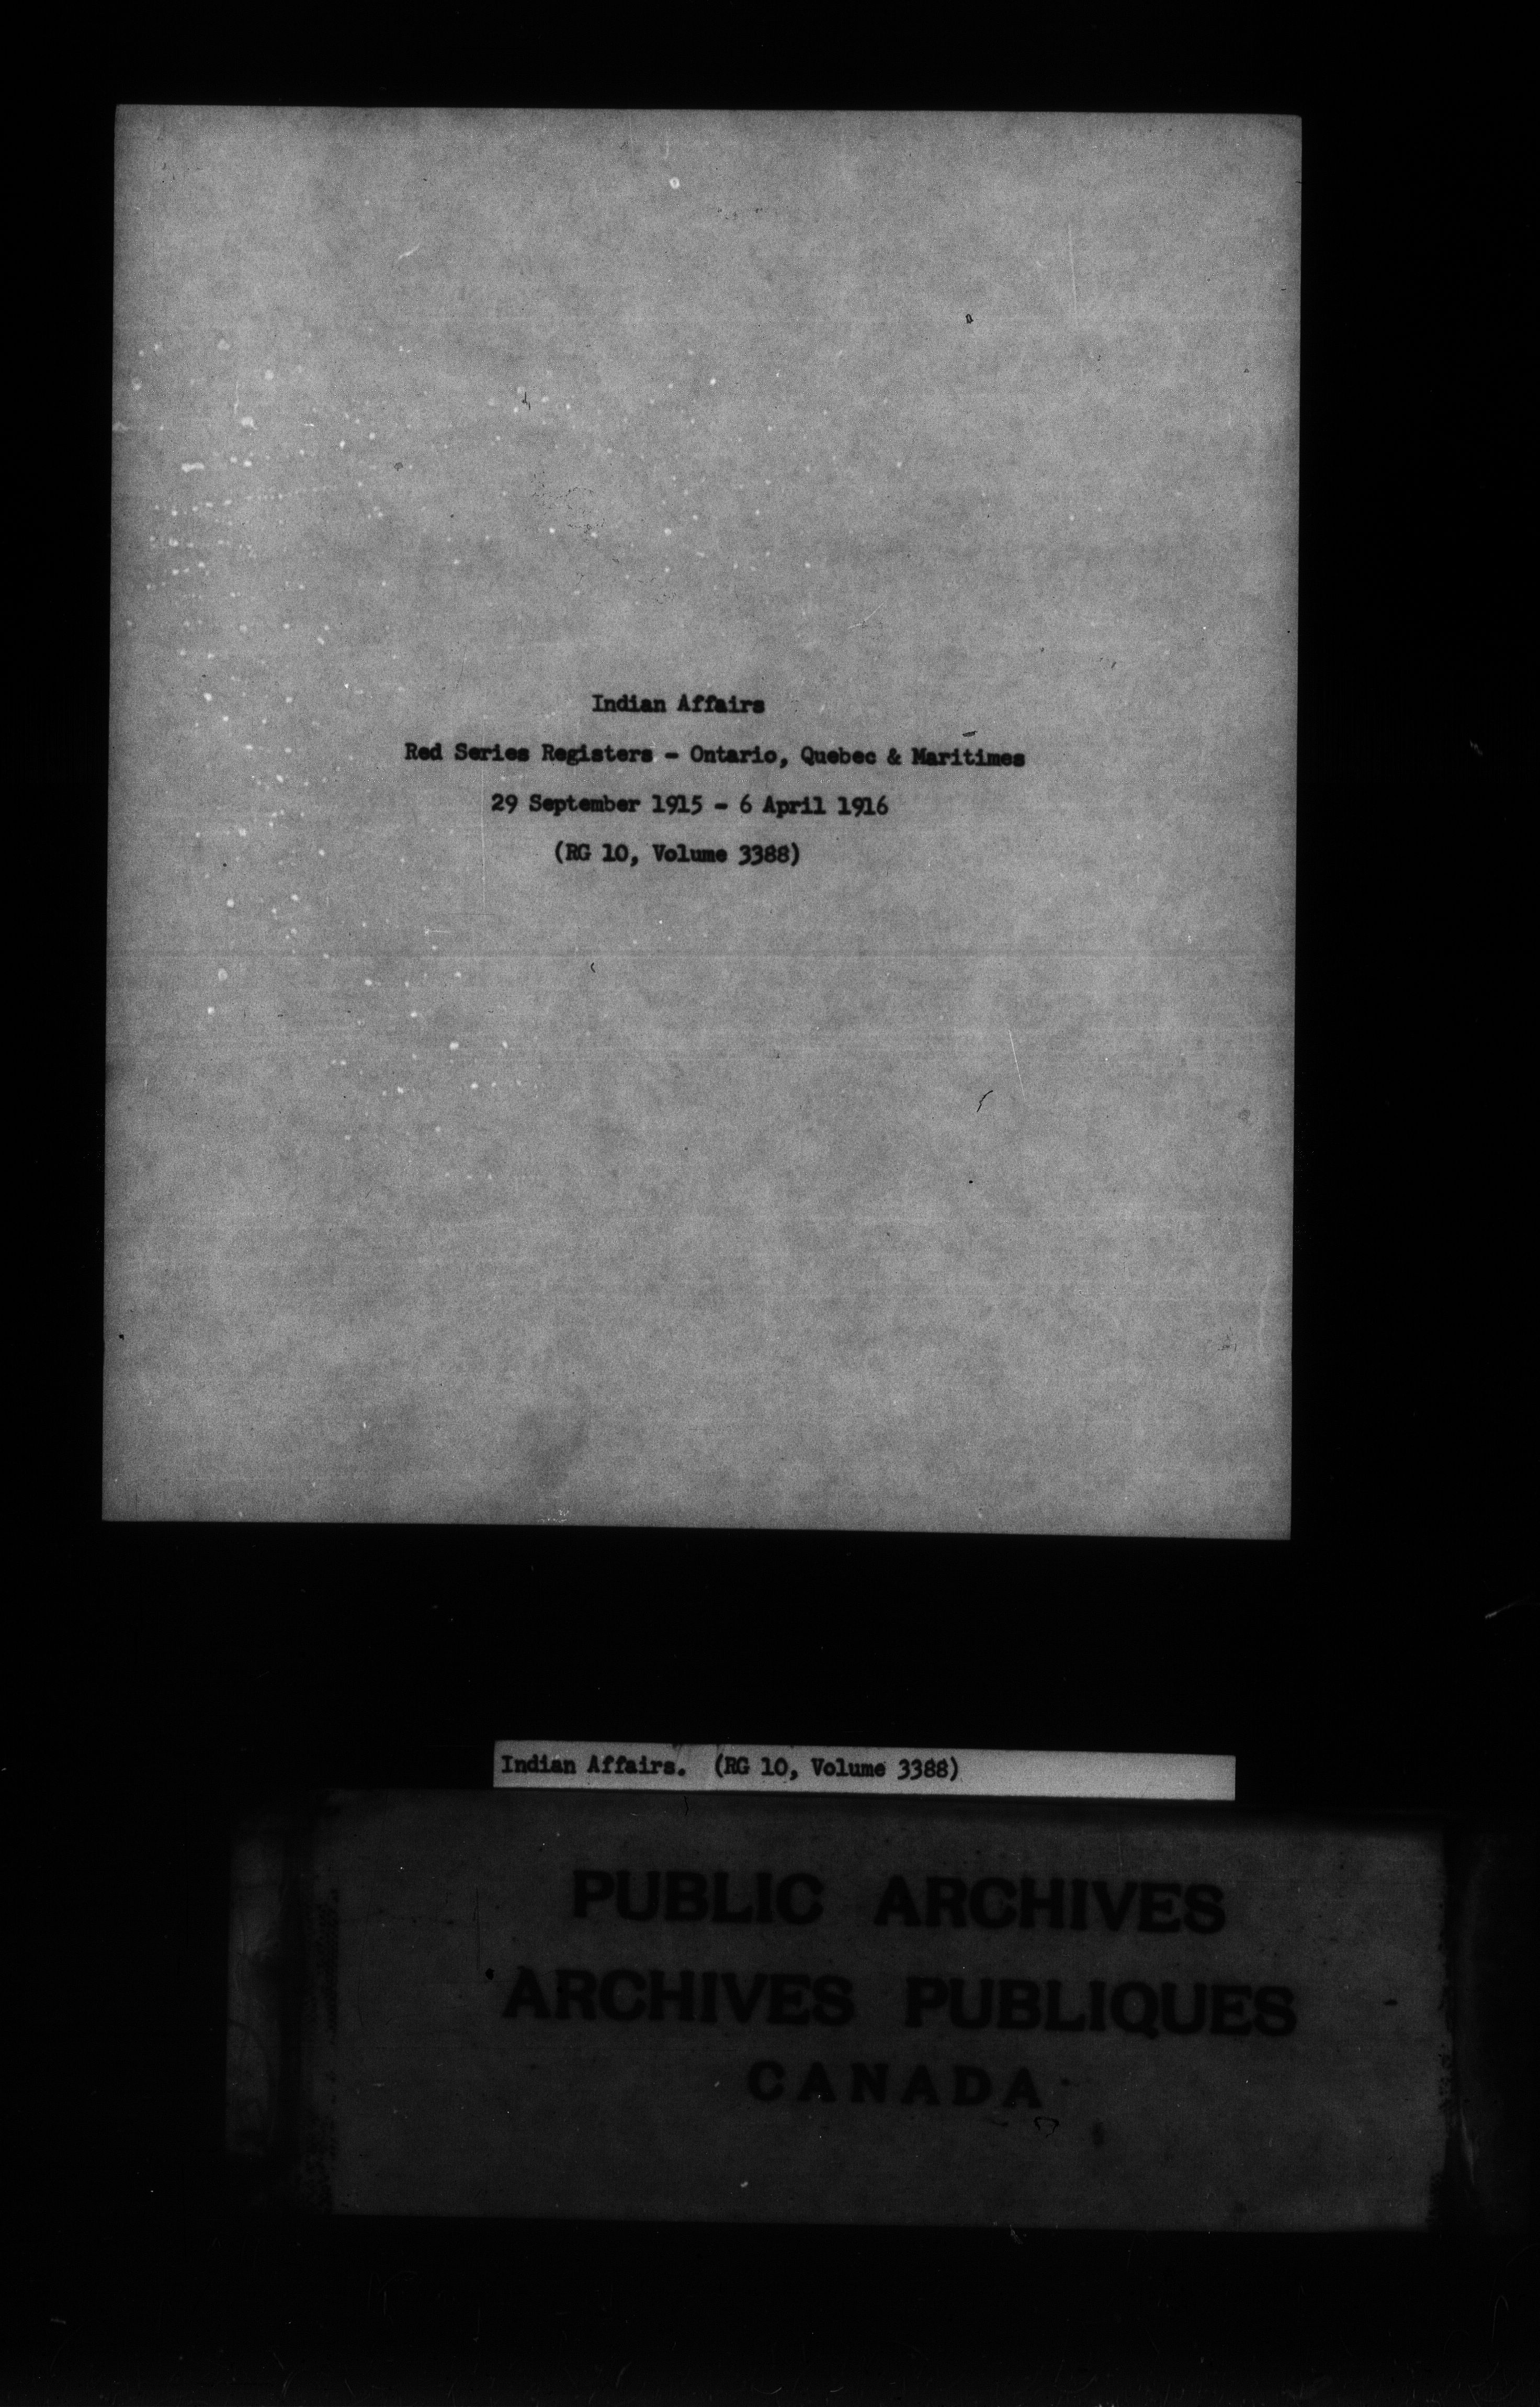 Indian Affairs
Red Series Registers - Ontario, Quebec & Maritimes
29 September 1915 - 6 April 1916
(RG 10, Volume 3388)
Indian Affairs. (RG 10, Volume 3388)
PUBLIC ARCHIVES
ARCHIVES PUBLIQUES
CANADA